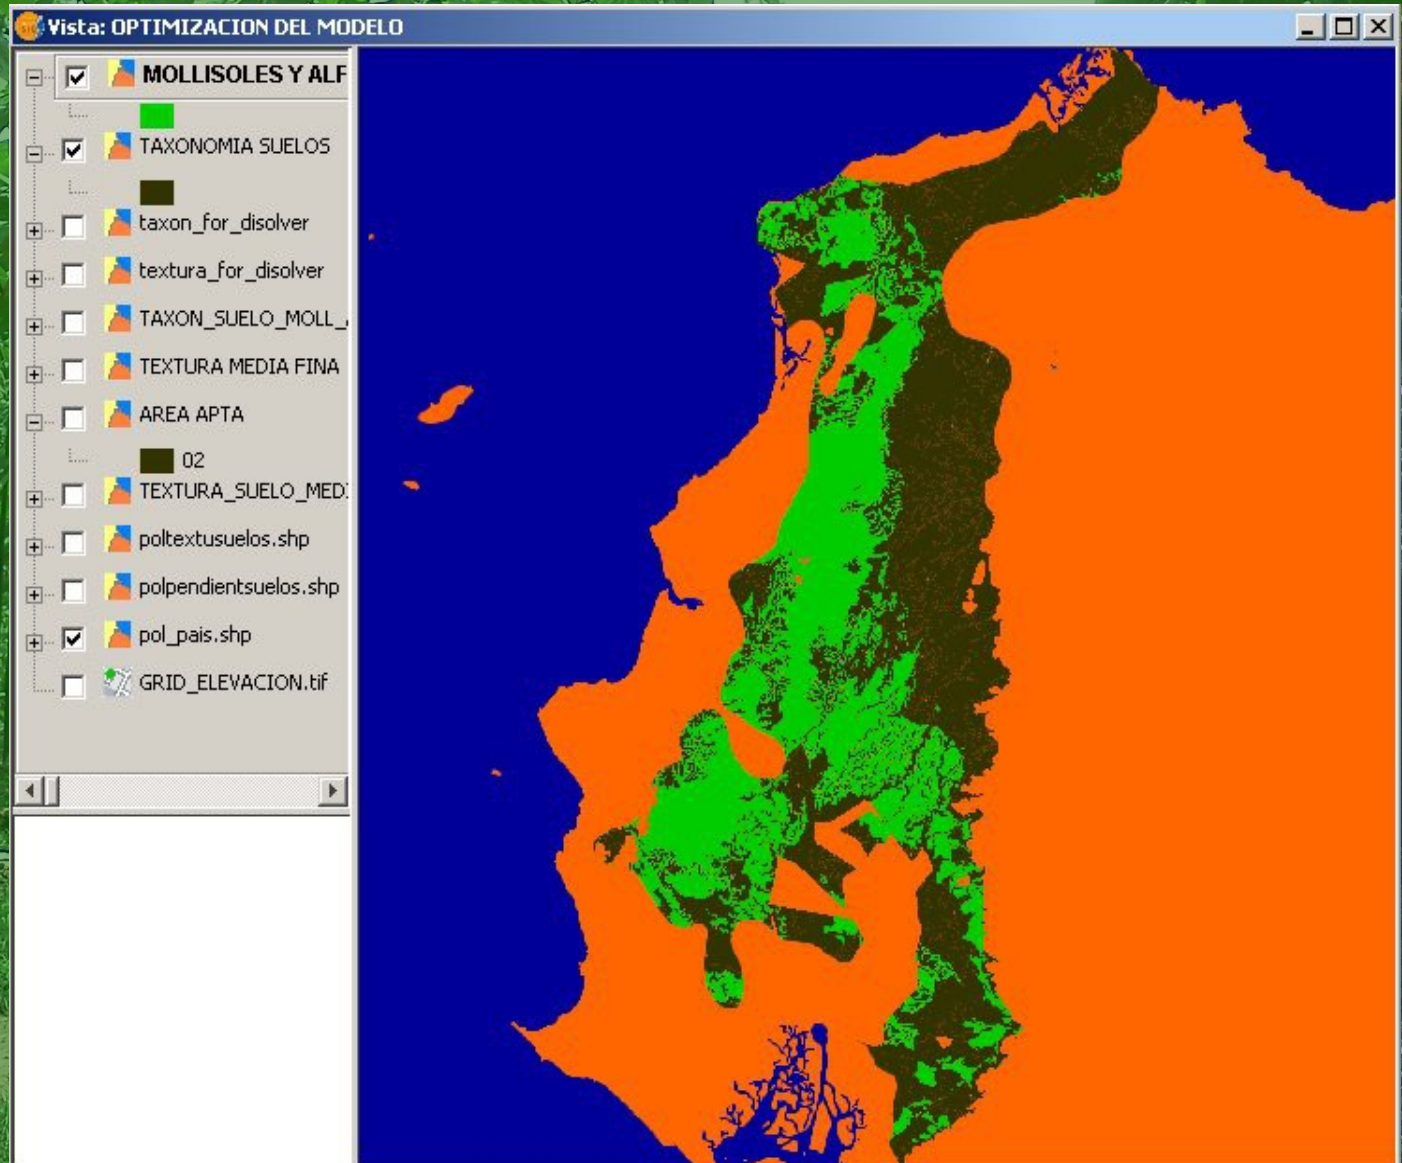 Vista: OPTIMIZACION DEL MODELO
MOLLISOLES Y ALF
TAXONOMIA SUELOS
taxon_for_disolver
textura_for_disolver
TAXON_SUELO_MOLL_
TEXTURA MEDIA FINA
AREA APTA
02
TEXTURA_SUELO_MEDI
poltextusuelos.shp
polpendientsuelos.shp
pol_pais.shp
GRID_ELEVACION.tif